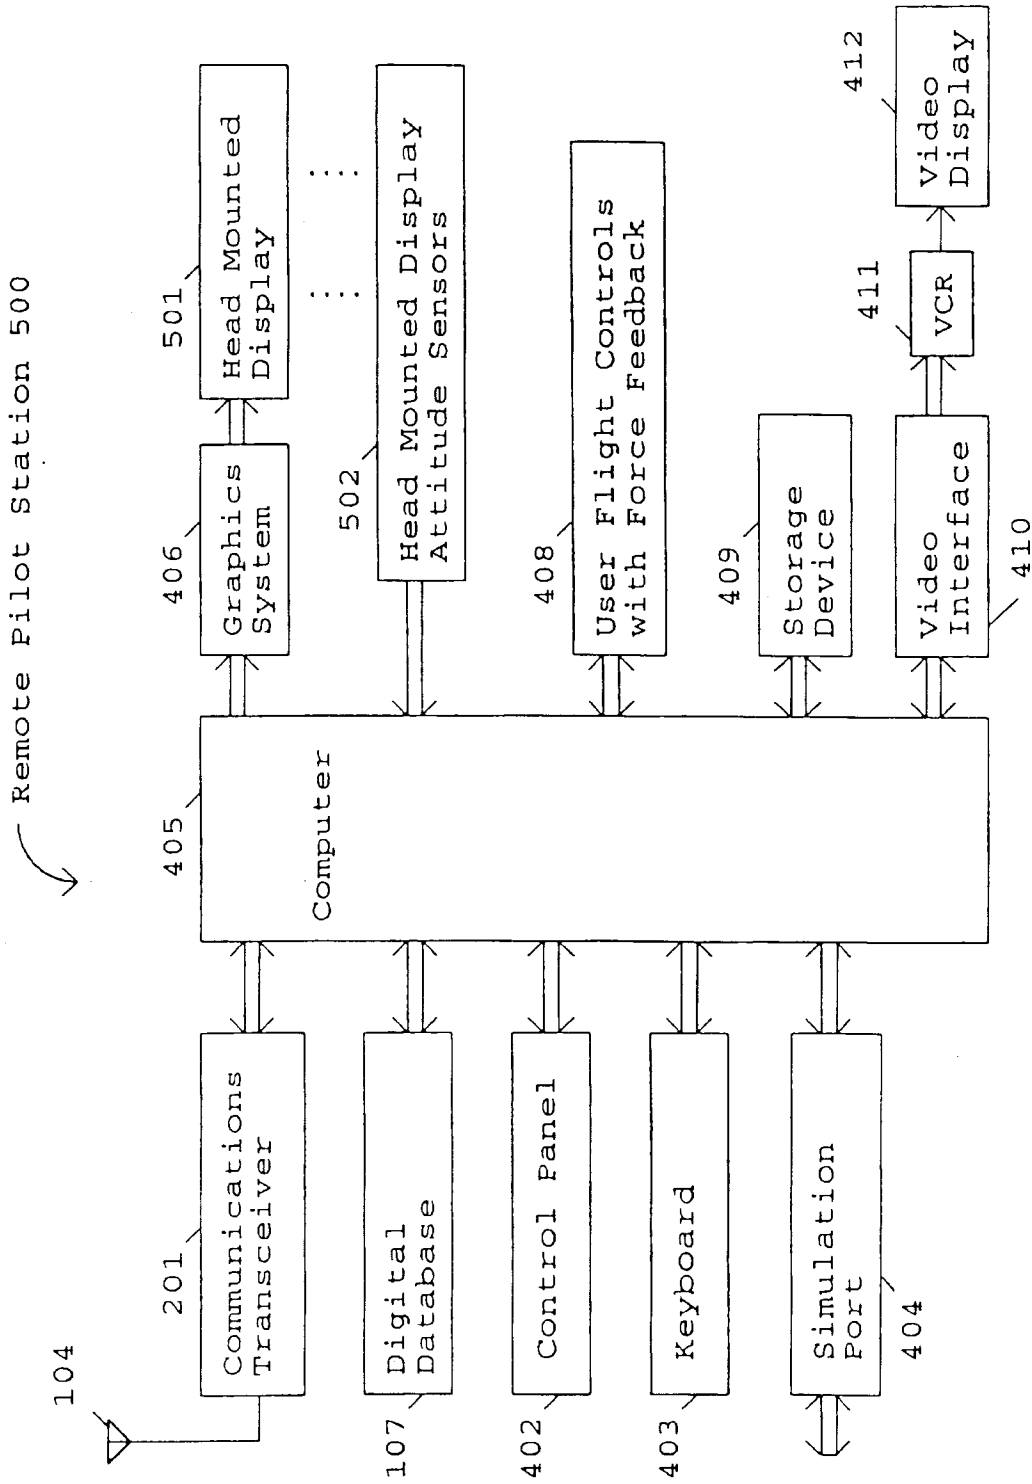 Remote Pilot Station 500
104
201
Communications
Transceiver
107
Digital
Database
402
Control Panel
403
Keyboard
404
Simulation
Port
405
Computer
406
Graphics
System
501
Head Mounted
Display
502
Head Mounted Display
Attitude Sensors
408
User Flight Controls
with Force Feedback
409
Storage
Device
410
Video
Interface
411
VCR
412
Video
Display